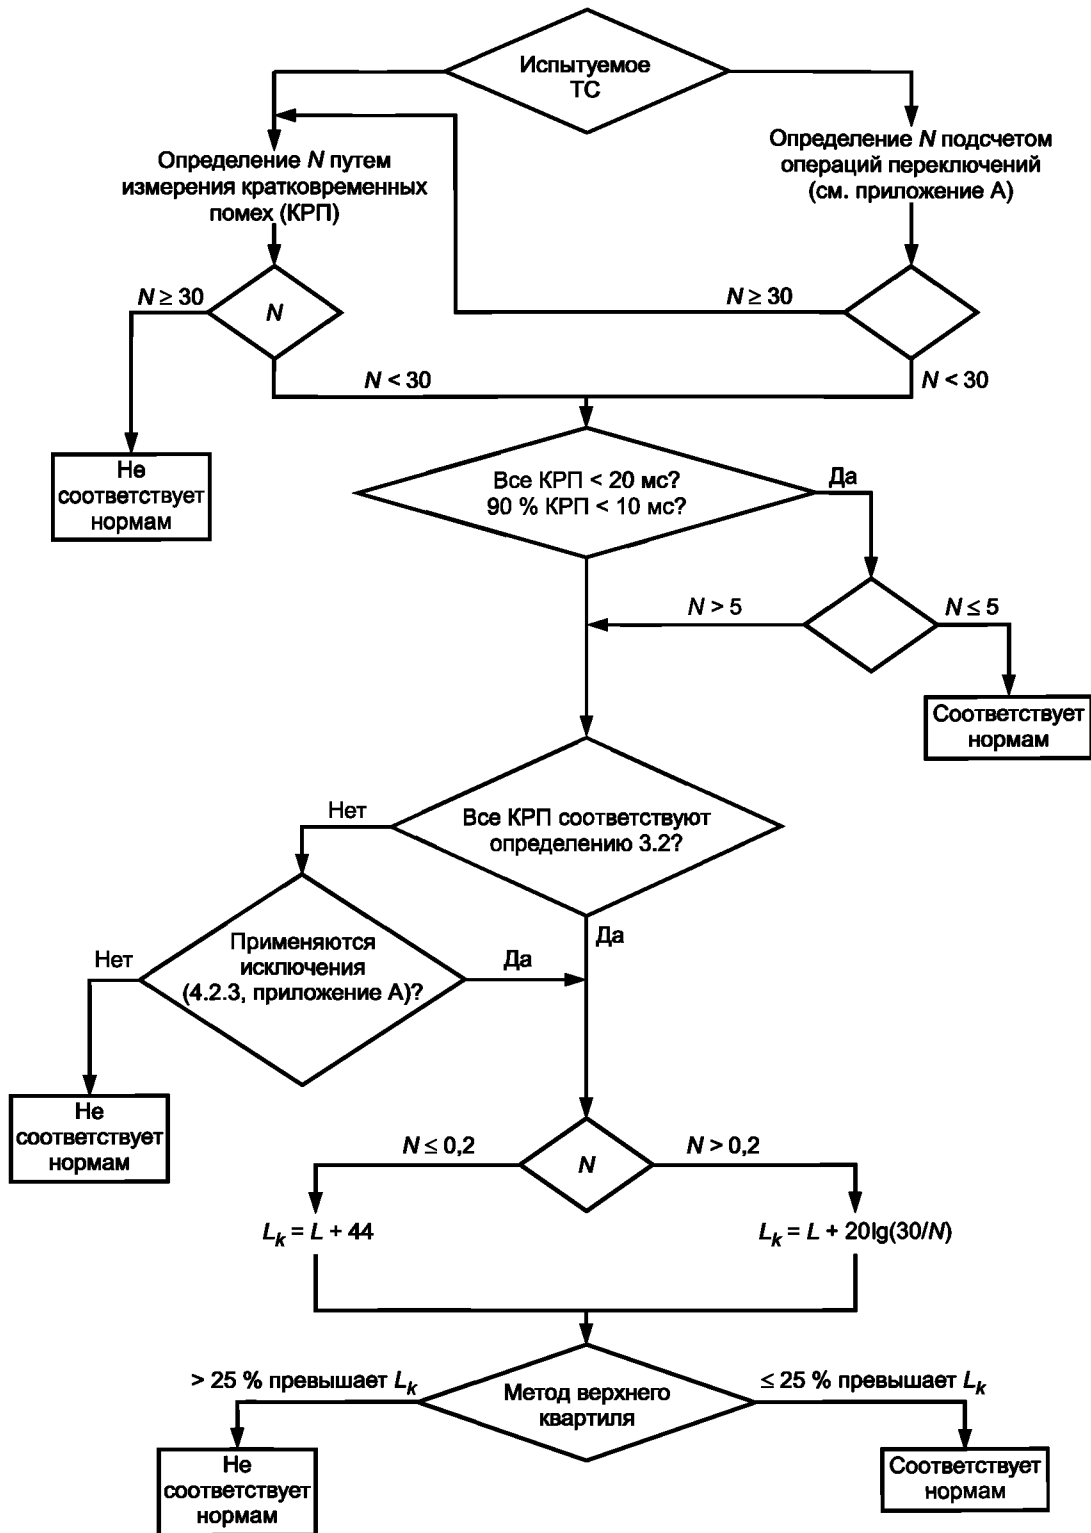 Испытуемое
ТС
Определение N путем
измерения кратковременных
помех (КРП)
Определение N подсчетом
операций переключений
(см. приложение А)
N ≥ 30
N
N ≥ 30
N < 30
N < 30
Не
соответствует
нормам
Все КРП < 20 мс?
90 % КРП < 10 мс?
Да
N > 5
N ≤ 5
Соответствует
нормам
Нет
Все КРП соответствуют
определению 3.2?
Да
Нет
Применяются
исключения
(4.2.3, приложение А)?
Да
Не
соответствует
нормам
N ≤ 0,2
N
N > 0,2
Lk = L + 44
Lk = L + 20lg(30/N)
> 25 % превышает Lk
Метод верхнего
квартиля
≤ 25 % превышает Lk
Не
соответствует
нормам
Соответствует
нормам